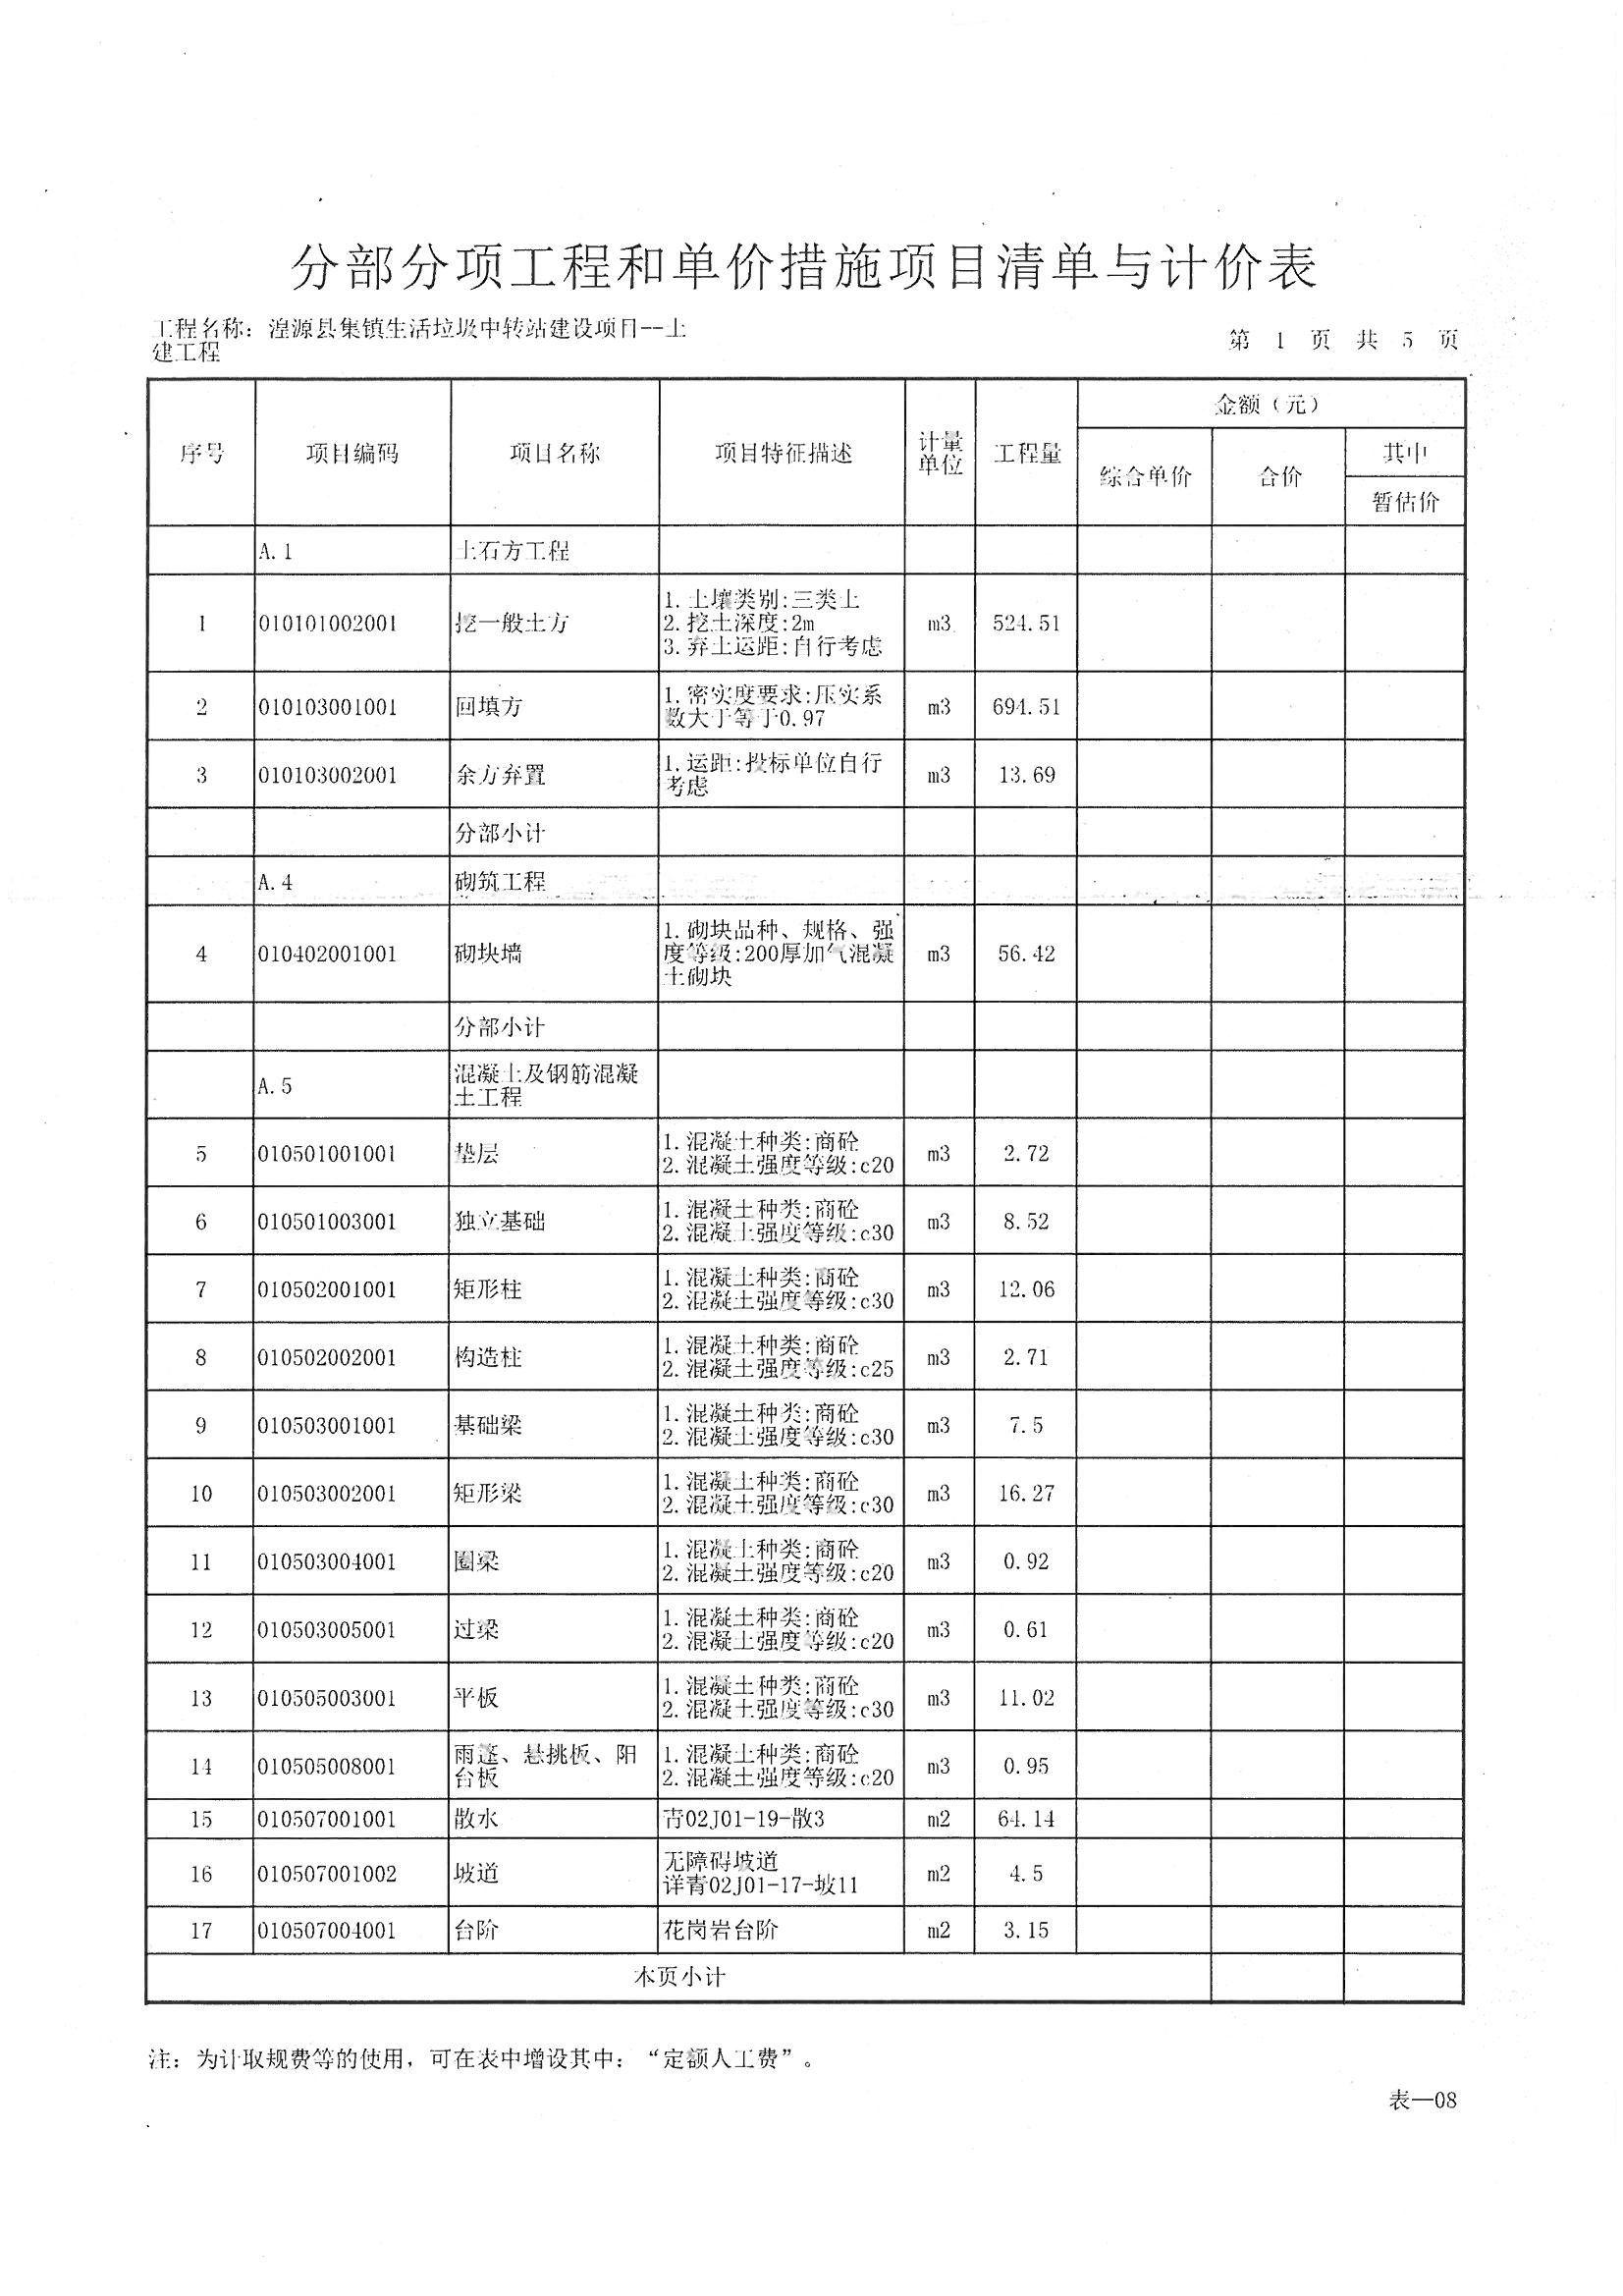 分部分项工程和单价措施项目清单与计价表
工程名称：湟源县集镇生活垃圾中转站建设项目--土
建工程
第 1 页 共 5 页
序号 项目编码 项目名称 项目特征描述 计量单位 工程量 金额（元）
综合单价 合价 其中
暂估价
A.1 土石方工程
1 010101002001 挖一般土方 1.土壤类别:三类土
2.挖土深度:2m
3.弃土运距:自行考虑
m3 524.51
2 010103001001 回填方 1.密实度要求:压实系
数大于等于0.97
m3 694.51
3 010103002001 余方弃置 1.运距:投标单位自行
考虑
m3 13.69
分部小计
A.4 砌筑工程
4 010402001001 砌块墙 1.砌块品种、规格、强
度等级:200厚加气混凝
土砌块
m3 56.42
分部小计
A.5 混凝土及钢筋混凝
土工程
5 010501001001 垫层 1.混凝土种类:商砼
2.混凝土强度等级:c20
m3 2.72
6 010501003001 独立基础 1.混凝土种类:商砼
2.混凝土强度等级:c30
m3 8.52
7 010502001001 矩形柱 1.混凝土种类:商砼
2.混凝土强度等级:c30
m3 12.06
8 010502002001 构造柱 1.混凝土种类:商砼
2.混凝土强度等级:c25
m3 2.71
9 010503001001 基础梁 1.混凝土种类:商砼
2.混凝土强度等级:c30
m3 7.5
10 010503002001 矩形梁 1.混凝土种类:商砼
2.混凝土强度等级:c30
m3 16.27
11 010503004001 圈梁 1.混凝土种类:商砼
2.混凝土强度等级:c20
m3 0.92
12 010503005001 过梁 1.混凝土种类:商砼
2.混凝土强度等级:c20
m3 0.61
13 010505003001 平板 1.混凝土种类:商砼
2.混凝土强度等级:c30
m3 11.02
14 010505008001 雨篷、悬挑板、阳
台板
1.混凝土种类:商砼
2.混凝土强度等级:c20
m3 0.95
15 010507001001 散水 青02J01-19-散3 m2 64.14
16 010507001002 坡道 无障碍坡道
详青02J01-17-坡11
m2 4.5
17 010507004001 台阶 花岗岩台阶 m2 3.15
本页小计
注：为计取规费等的使用，可在表中增设其中：“定额人工费”。
表—08